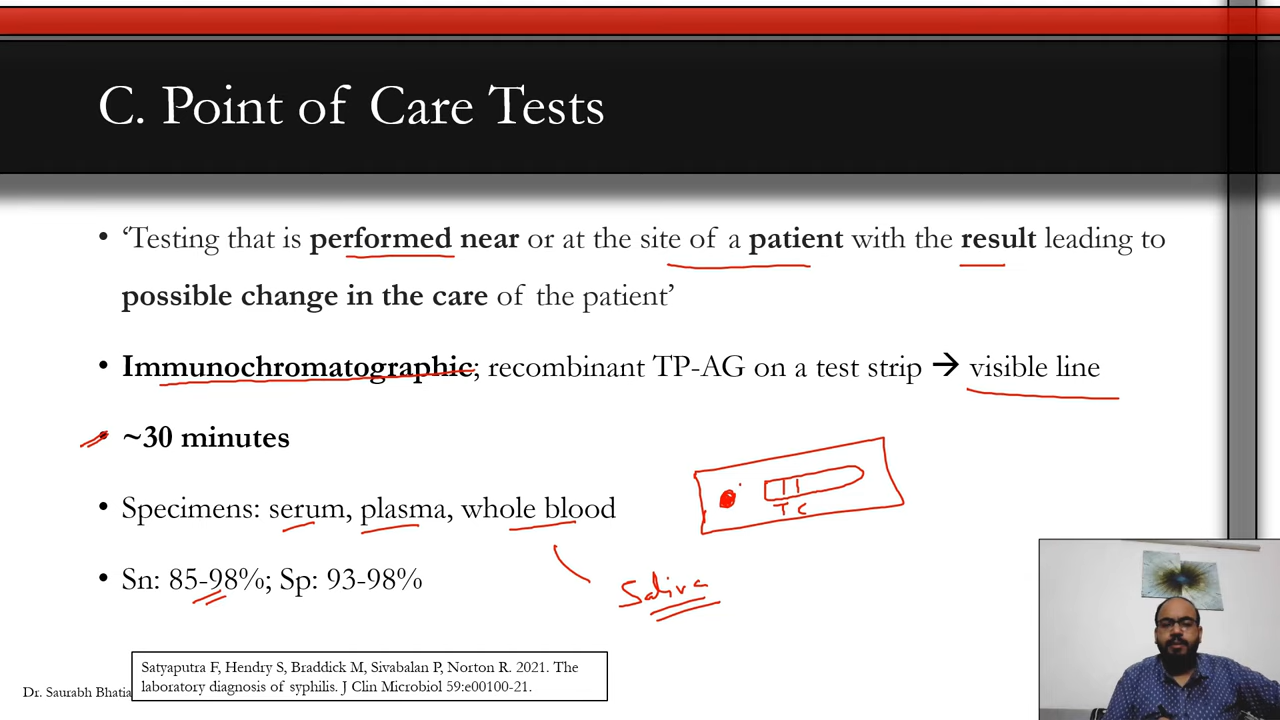 C. Point of Care Tests
• ‘Testing that is performed near or at the site of a patient with the result leading to
possible change in the care of the patient’
• Immunochromatographic; recombinant TP-AG on a test strip → visible line
• ~30 minutes
T C
• Specimens: serum, plasma, whole blood
• Sn: 85-98%; Sp: 93-98%
Saliva
Satyaputra F, Hendry S, Braddick M, Sivabalan P, Norton R. 2021. The
laboratory diagnosis of syphilis. J Clin Microbiol 59:e00100-21.
Dr. Saurabh Bhatia